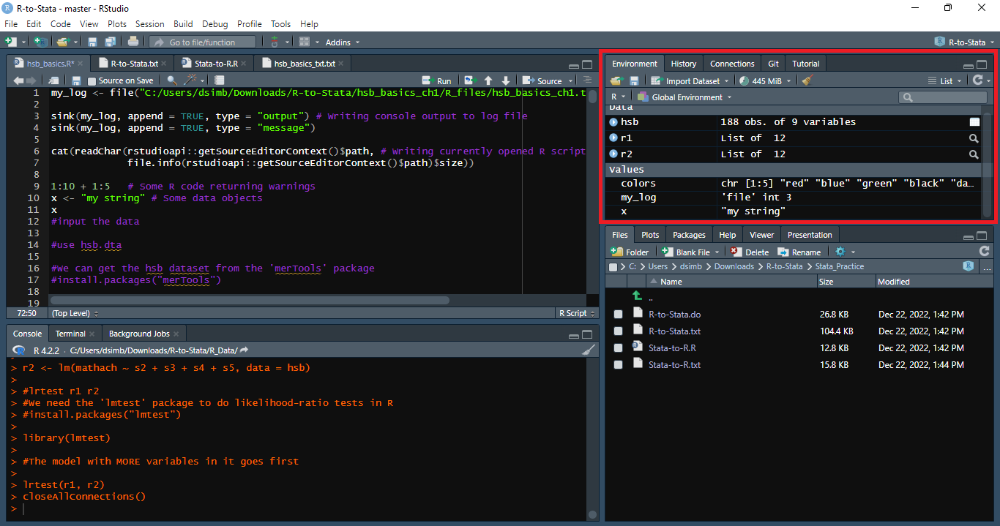 R-to-Stata - master - RStudio
File Edit Code View Plots Session Build Debug Profile Tools Help
Go to file/function Addins R-to-Stata
hsb_basics.R* R-to-Stata.txt Stata-to-R.R hsb_basics_txt.txt
Source on Save Run Source
1 my_log <- file("C:/Users/dsimb/Downloads/R-to-Stata/hsb_basics_ch1/R_files/hsb_basics_ch1.t
2
3 sink(my_log, append = TRUE, type = "output") # Writing console output to log file
4 sink(my_log, append = TRUE, type = "message")
5
6 cat(readChar(rstudioapi::getSourceEditorContext()$path, # Writing currently opened R script
7 file.info(rstudioapi::getSourceEditorContext()$path)$size))
8
9 1:10 + 1:5 # Some R code returning warnings
10 x <- "my string" # Some data objects
11 x
12 #input the data
13
14 #use hsb.dta
15
16 #We can get the hsb dataset from the 'merTools' package
17 #install.packages("merTools")
18
19
72:50 (Top Level) R Script
Console Terminal Background Jobs
R 4.2.2 · C:/Users/dsimb/Downloads/R-to-Stata/R_Data/
> r2 <- lm(mathach ~ s2 + s3 + s4 + s5, data = hsb)
>
> #lrtest r1 r2
> #We need the 'lmtest' package to do likelihood-ratio tests in R
> #install.packages("lmtest")
>
> library(lmtest)
>
> #The model with MORE variables in it goes first
>
> lrtest(r1, r2)
> closeAllConnections()
>
Environment History Connections Git Tutorial
Import Dataset 445 MiB List
R Global Environment
Data
hsb 188 obs. of 9 variables
r1 List of 12
r2 List of 12
Values
colors chr [1:5] "red" "blue" "green" "black" "da…
my_log 'file' int 3
x "my string"
Files Plots Packages Help Viewer Presentation
Folder Blank File Delete Rename
C: > Users > dsimb > Downloads > R-to-Stata > Stata_Practice ...
Name Size Modified
..
R-to-Stata.do 26.8 KB Dec 22, 2022, 1:42 PM
R-to-Stata.txt 104.4 KB Dec 22, 2022, 1:42 PM
Stata-to-R.R 12.8 KB Dec 22, 2022, 1:42 PM
Stata-to-R.txt 15.8 KB Dec 22, 2022, 1:44 PM